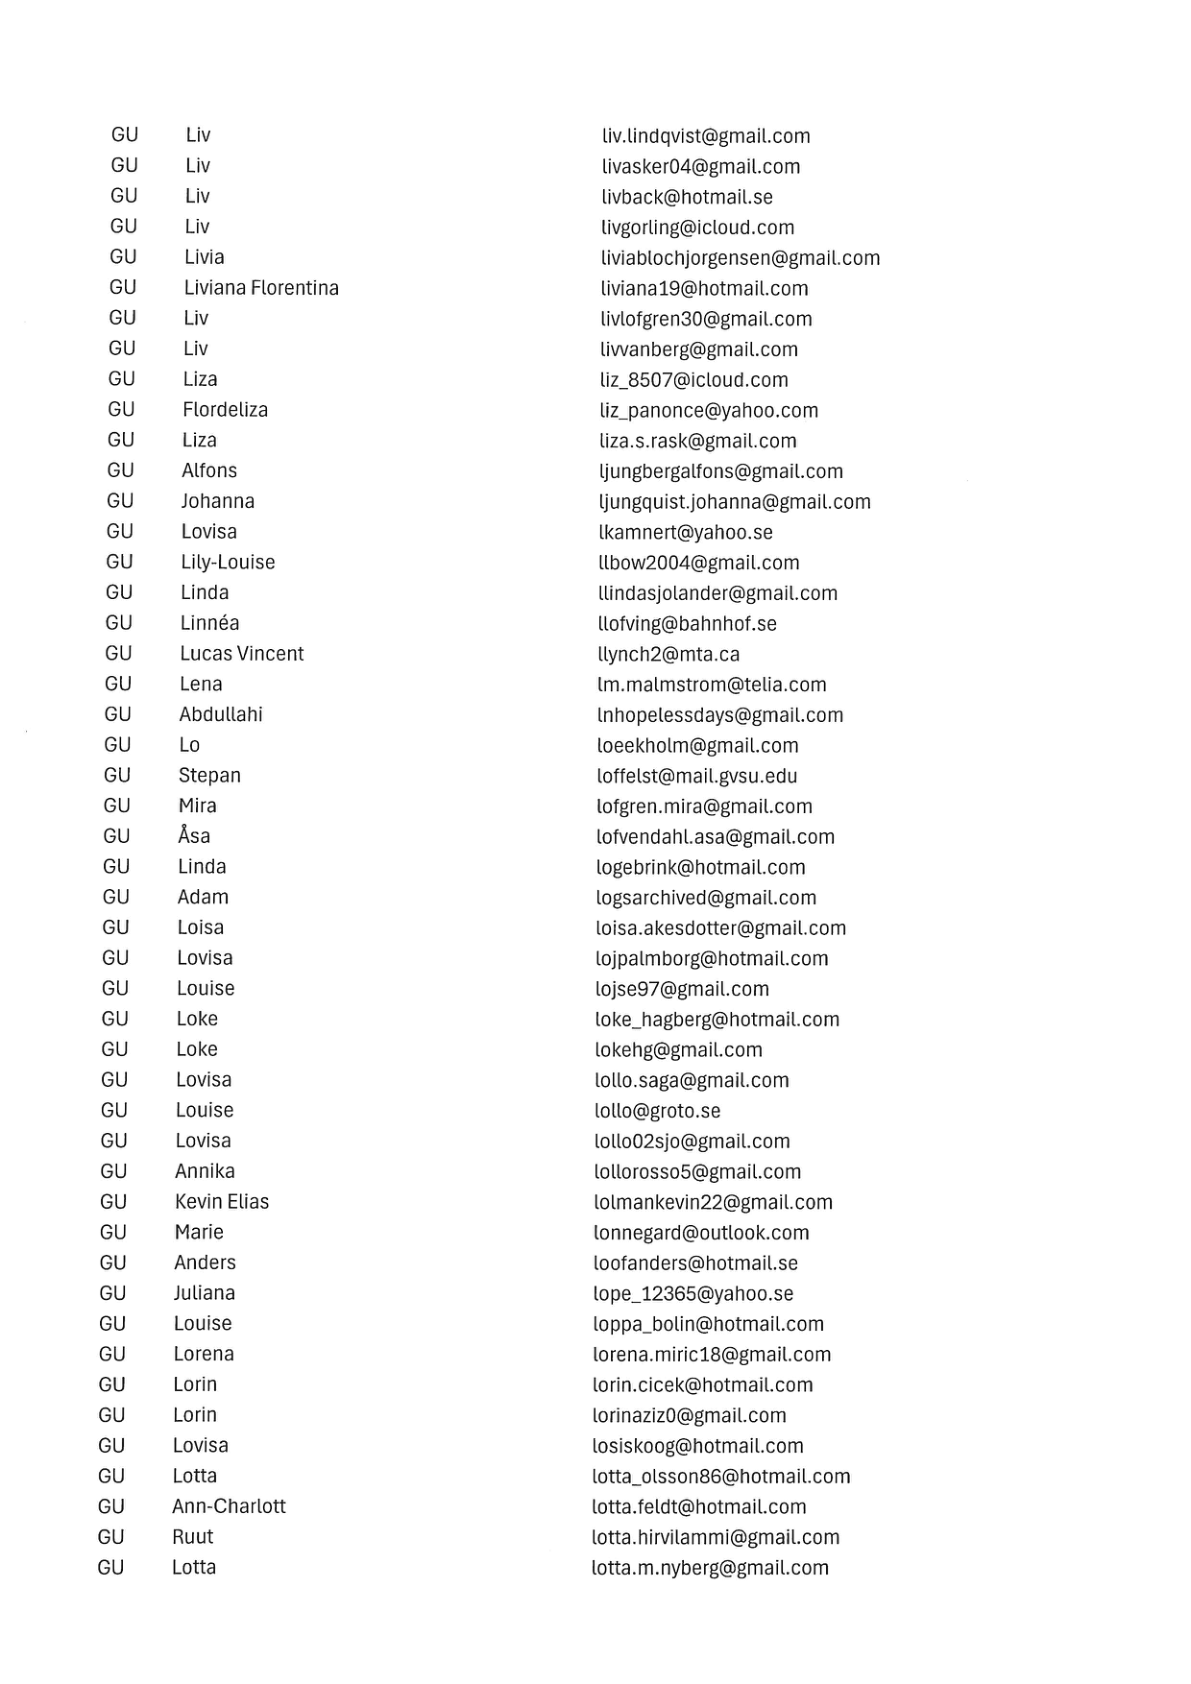 GU Liv liv.lindqvist@gmail.com
GU Liv livasker04@gmail.com
GU Liv livback@hotmail.se
GU Liv livgorling@icloud.com
GU Livia liviablochjorgensen@gmail.com
GU Liviana Florentina liviana19@hotmail.com
GU Liv livlofgren30@gmail.com
GU Liv livvanberg@gmail.com
GU Liza liz_8507@icloud.com
GU Flordeliza liz_panonce@yahoo.com
GU Liza liza.s.rask@gmail.com
GU Alfons ljungbergalfons@gmail.com
GU Johanna ljungquist.johanna@gmail.com
GU Lovisa lkamnert@yahoo.se
GU Lily-Louise llbow2004@gmail.com
GU Linda llindasjolander@gmail.com
GU Linnéa llofving@bahnhof.se
GU Lucas Vincent llynch2@mta.ca
GU Lena lm.malmstrom@telia.com
GU Abdullahi lnhopelessdays@gmail.com
GU Lo loeekholm@gmail.com
GU Stepan loffelst@mail.gvsu.edu
GU Mira lofgren.mira@gmail.com
GU Åsa lofvendahl.asa@gmail.com
GU Linda logebrink@hotmail.com
GU Adam logsarchived@gmail.com
GU Loisa loisa.akesdotter@gmail.com
GU Lovisa lojpalmborg@hotmail.com
GU Louise lojse97@gmail.com
GU Loke loke_hagberg@hotmail.com
GU Loke lokehg@gmail.com
GU Lovisa lollo.saga@gmail.com
GU Louise lollo@groto.se
GU Lovisa lollo02sjo@gmail.com
GU Annika lollorosso5@gmail.com
GU Kevin Elias lolmankevin22@gmail.com
GU Marie lonnegard@outlook.com
GU Anders loofanders@hotmail.se
GU Juliana lope_12365@yahoo.se
GU Louise loppa_bolin@hotmail.com
GU Lorena lorena.miric18@gmail.com
GU Lorin lorin.cicek@hotmail.com
GU Lorin lorinaziz0@gmail.com
GU Lovisa losiskoog@hotmail.com
GU Lotta lotta_olsson86@hotmail.com
GU Ann-Charlott lotta.feldt@hotmail.com
GU Ruut lotta.hirvilammi@gmail.com
GU Lotta lotta.m.nyberg@gmail.com